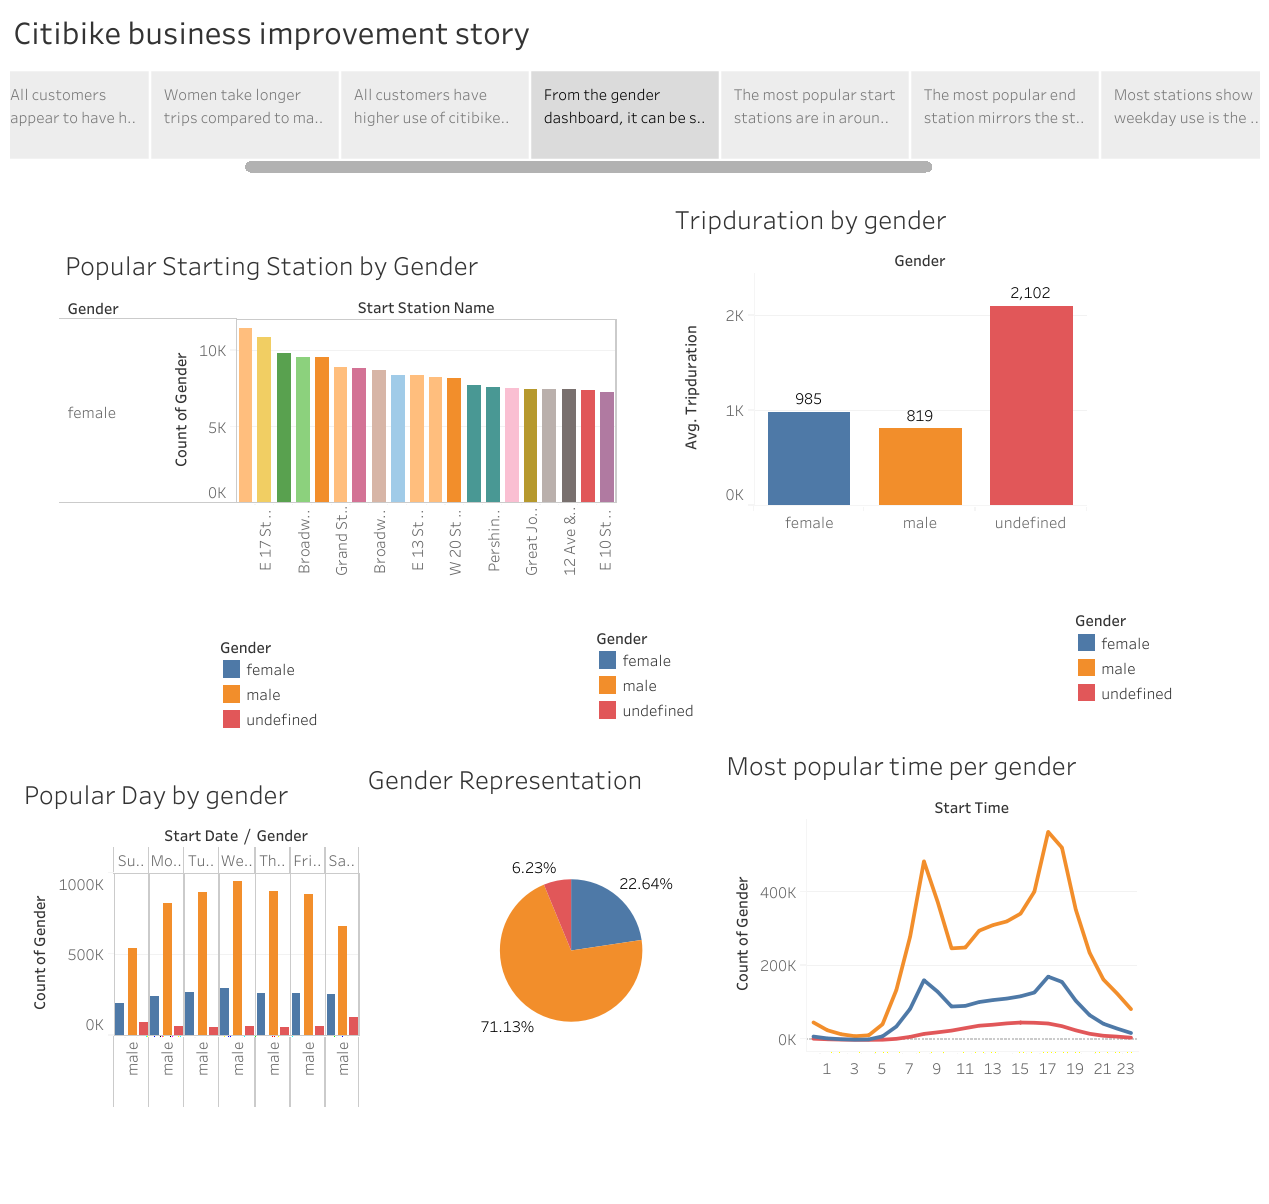 Citibike business improvement story
All customers
appear to have h..
Women take longer
trips compared to ma..
All customers have
higher use of citibike..
From the gender
dashboard, it can be s..
The most popular start
stations are in aroun..
The most popular end
station mirrors the st..
Most stations show
weekday use is the ..
Popular Starting Station by Gender
Gender
Start Station Name
Count of Gender
10K
5K
0K
female
E 17 St ..
Broadw..
Grand St..
Broadw..
E 13 St ..
W 20 St ..
Pershin..
Great Jo..
12 Ave &..
E 10 St ..
Tripduration by gender
Gender
Avg. Tripduration
2K
1K
0K
985
819
2,102
female
male
undefined
Gender
female
male
undefined
Gender
female
male
undefined
Gender
female
male
undefined
Popular Day by gender
Start Date / Gender
Su..
Mo..
Tu..
We..
Th..
Fri..
Sa..
Count of Gender
1000K
500K
0K
male
male
male
male
male
male
male
Gender Representation
6.23%
22.64%
71.13%
Most popular time per gender
Start Time
Count of Gender
400K
200K
0K
1 3 5 7 9 11 13 15 17 19 21 23